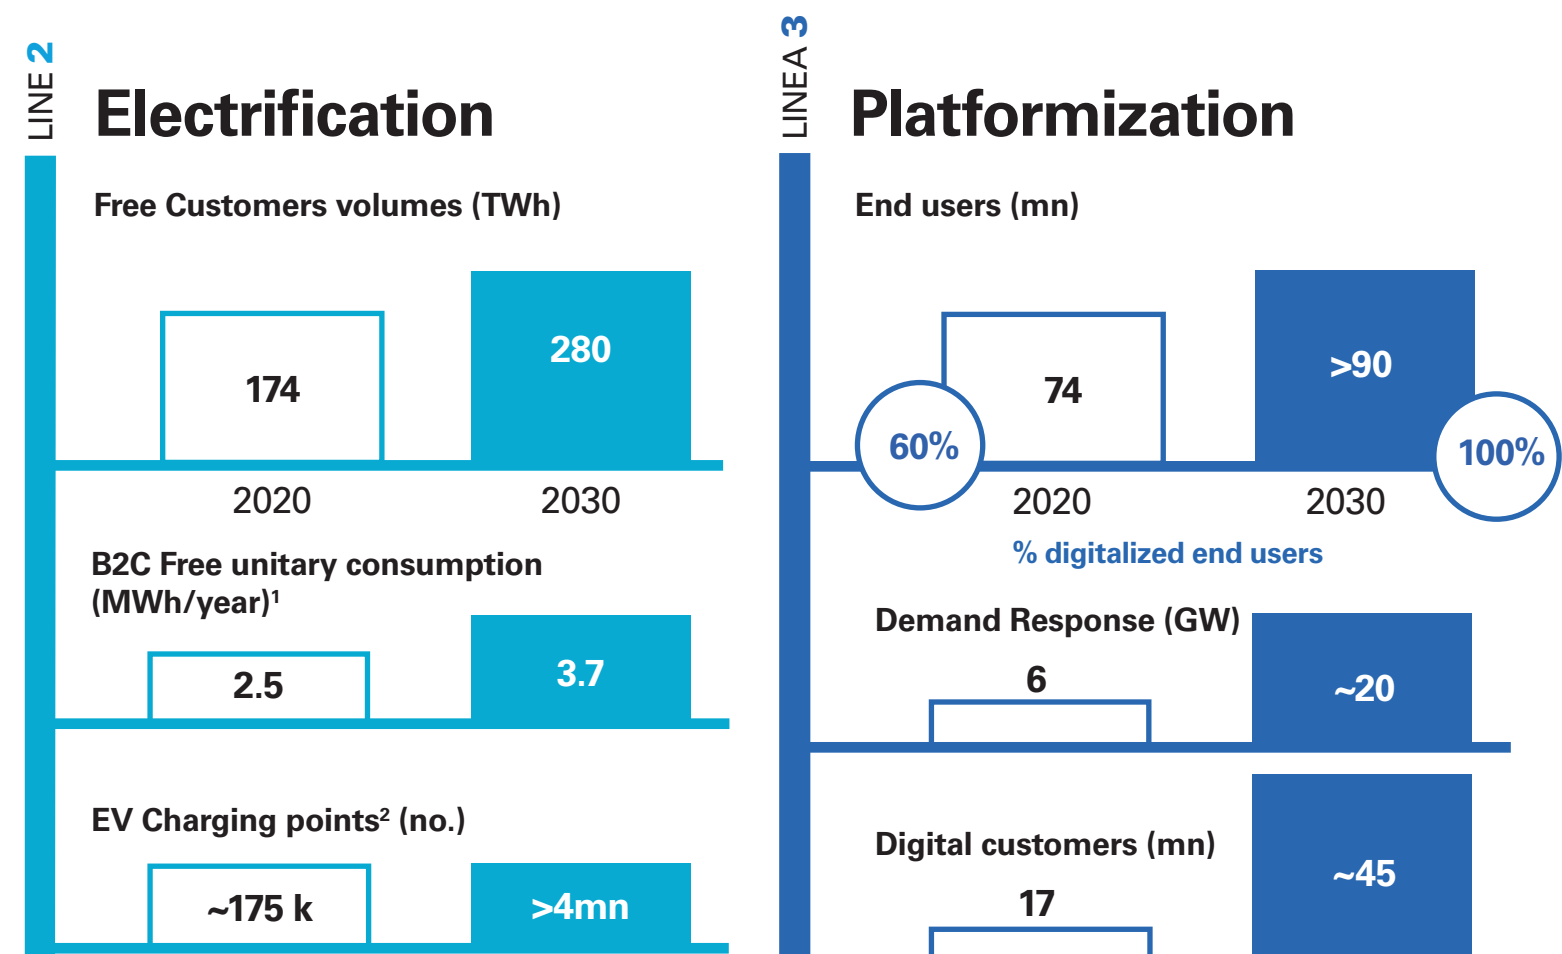 LINE 2
Electrification
Free Customers volumes (TWh)
174
280
2020
2030
B2C Free unitary consumption
(MWh/year)¹
2.5
3.7
EV Charging points² (no.)
~175 k
>4mn
LINEA 3
Platformization
End users (mn)
74
>90
60%
100%
2020
2030
% digitalized end users
Demand Response (GW)
6
~20
Digital customers (mn)
17
~45